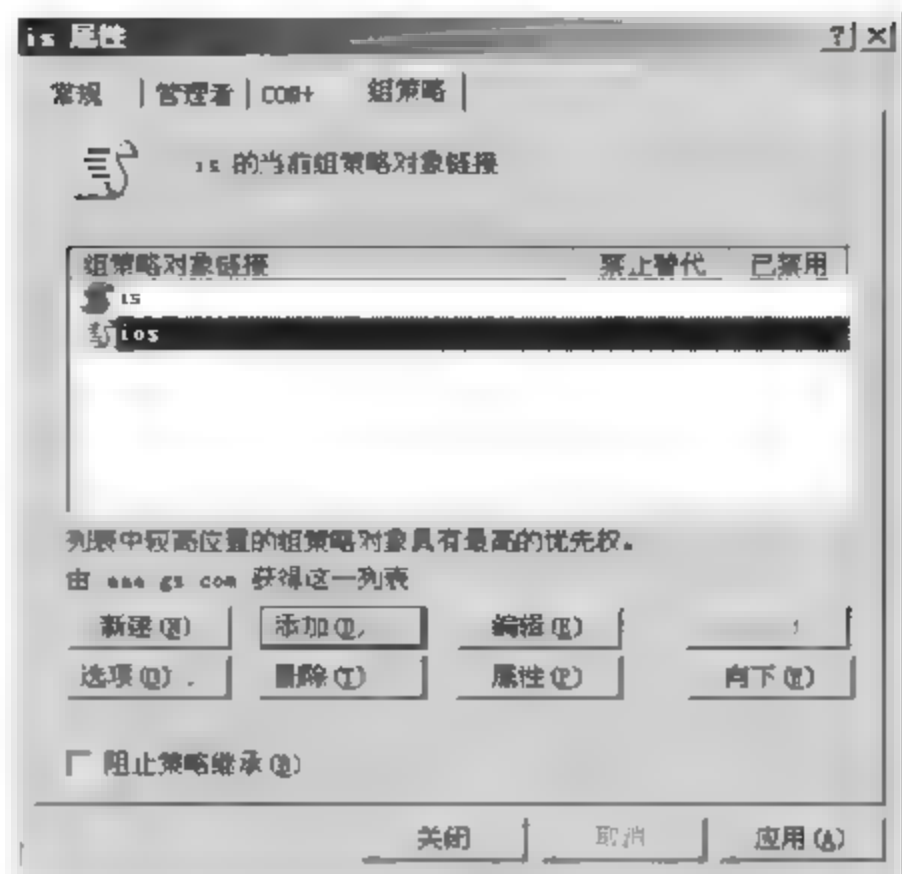 is 属性
常规 管理者 COM+ 组策略
is 的当前组策略对象链接
组策略对象链接 禁止替代 已禁用
is
ios
列表中较高位置的组策略对象具有最高的优先权。
由 gs com 获得这一列表
新建(N) 添加(D) 编辑(E)
选项(O) 删除(T) 属性(P) 向下(W)
阻止策略继承(B)
关闭 取消 应用(A)